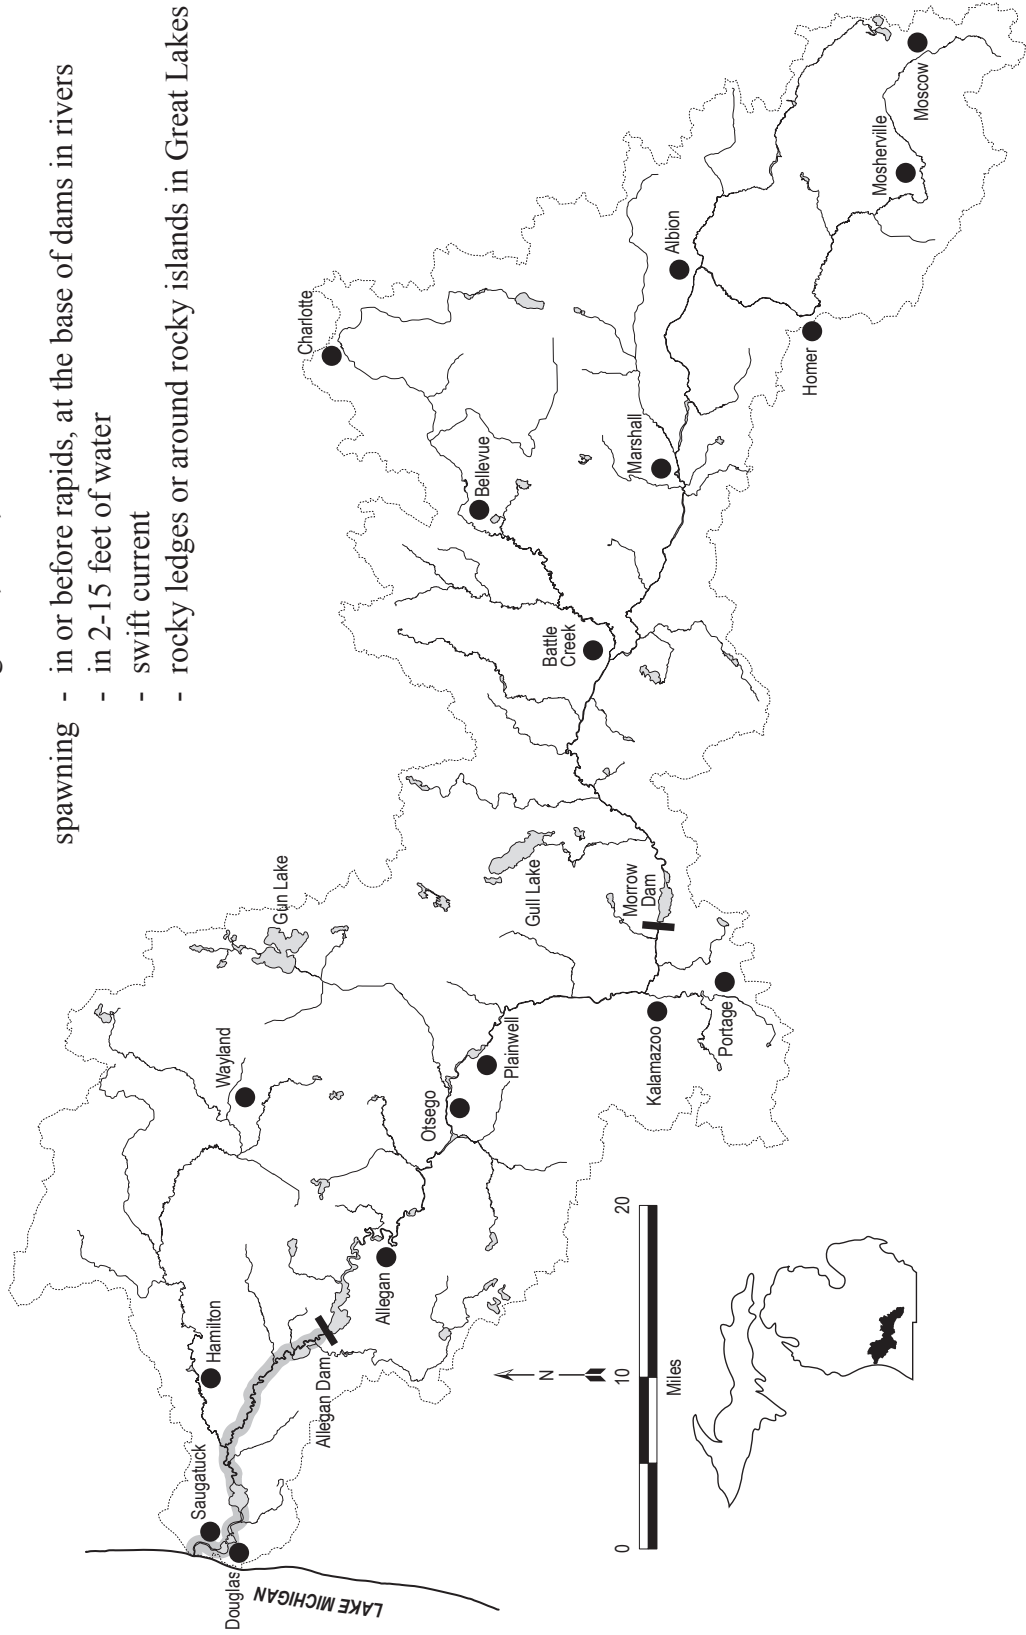 spawning - in or before rapids, at the base of dams in rivers
- in 2-15 feet of water
- swift current
- rocky ledges or around rocky islands in Great Lakes
Charlotte
Bellevue
Battle
Creek
Marshall
Albion
Homer
Mosherville
Moscow
Gun Lake
Gull Lake
Morrow
Dam
Wayland
Plainwell
Otsego
Kalamazoo
Portage
Hamilton
Allegan
Allegan Dam
Saugatuck
Douglas
LAKE MICHIGAN
N
0
10
20
Miles